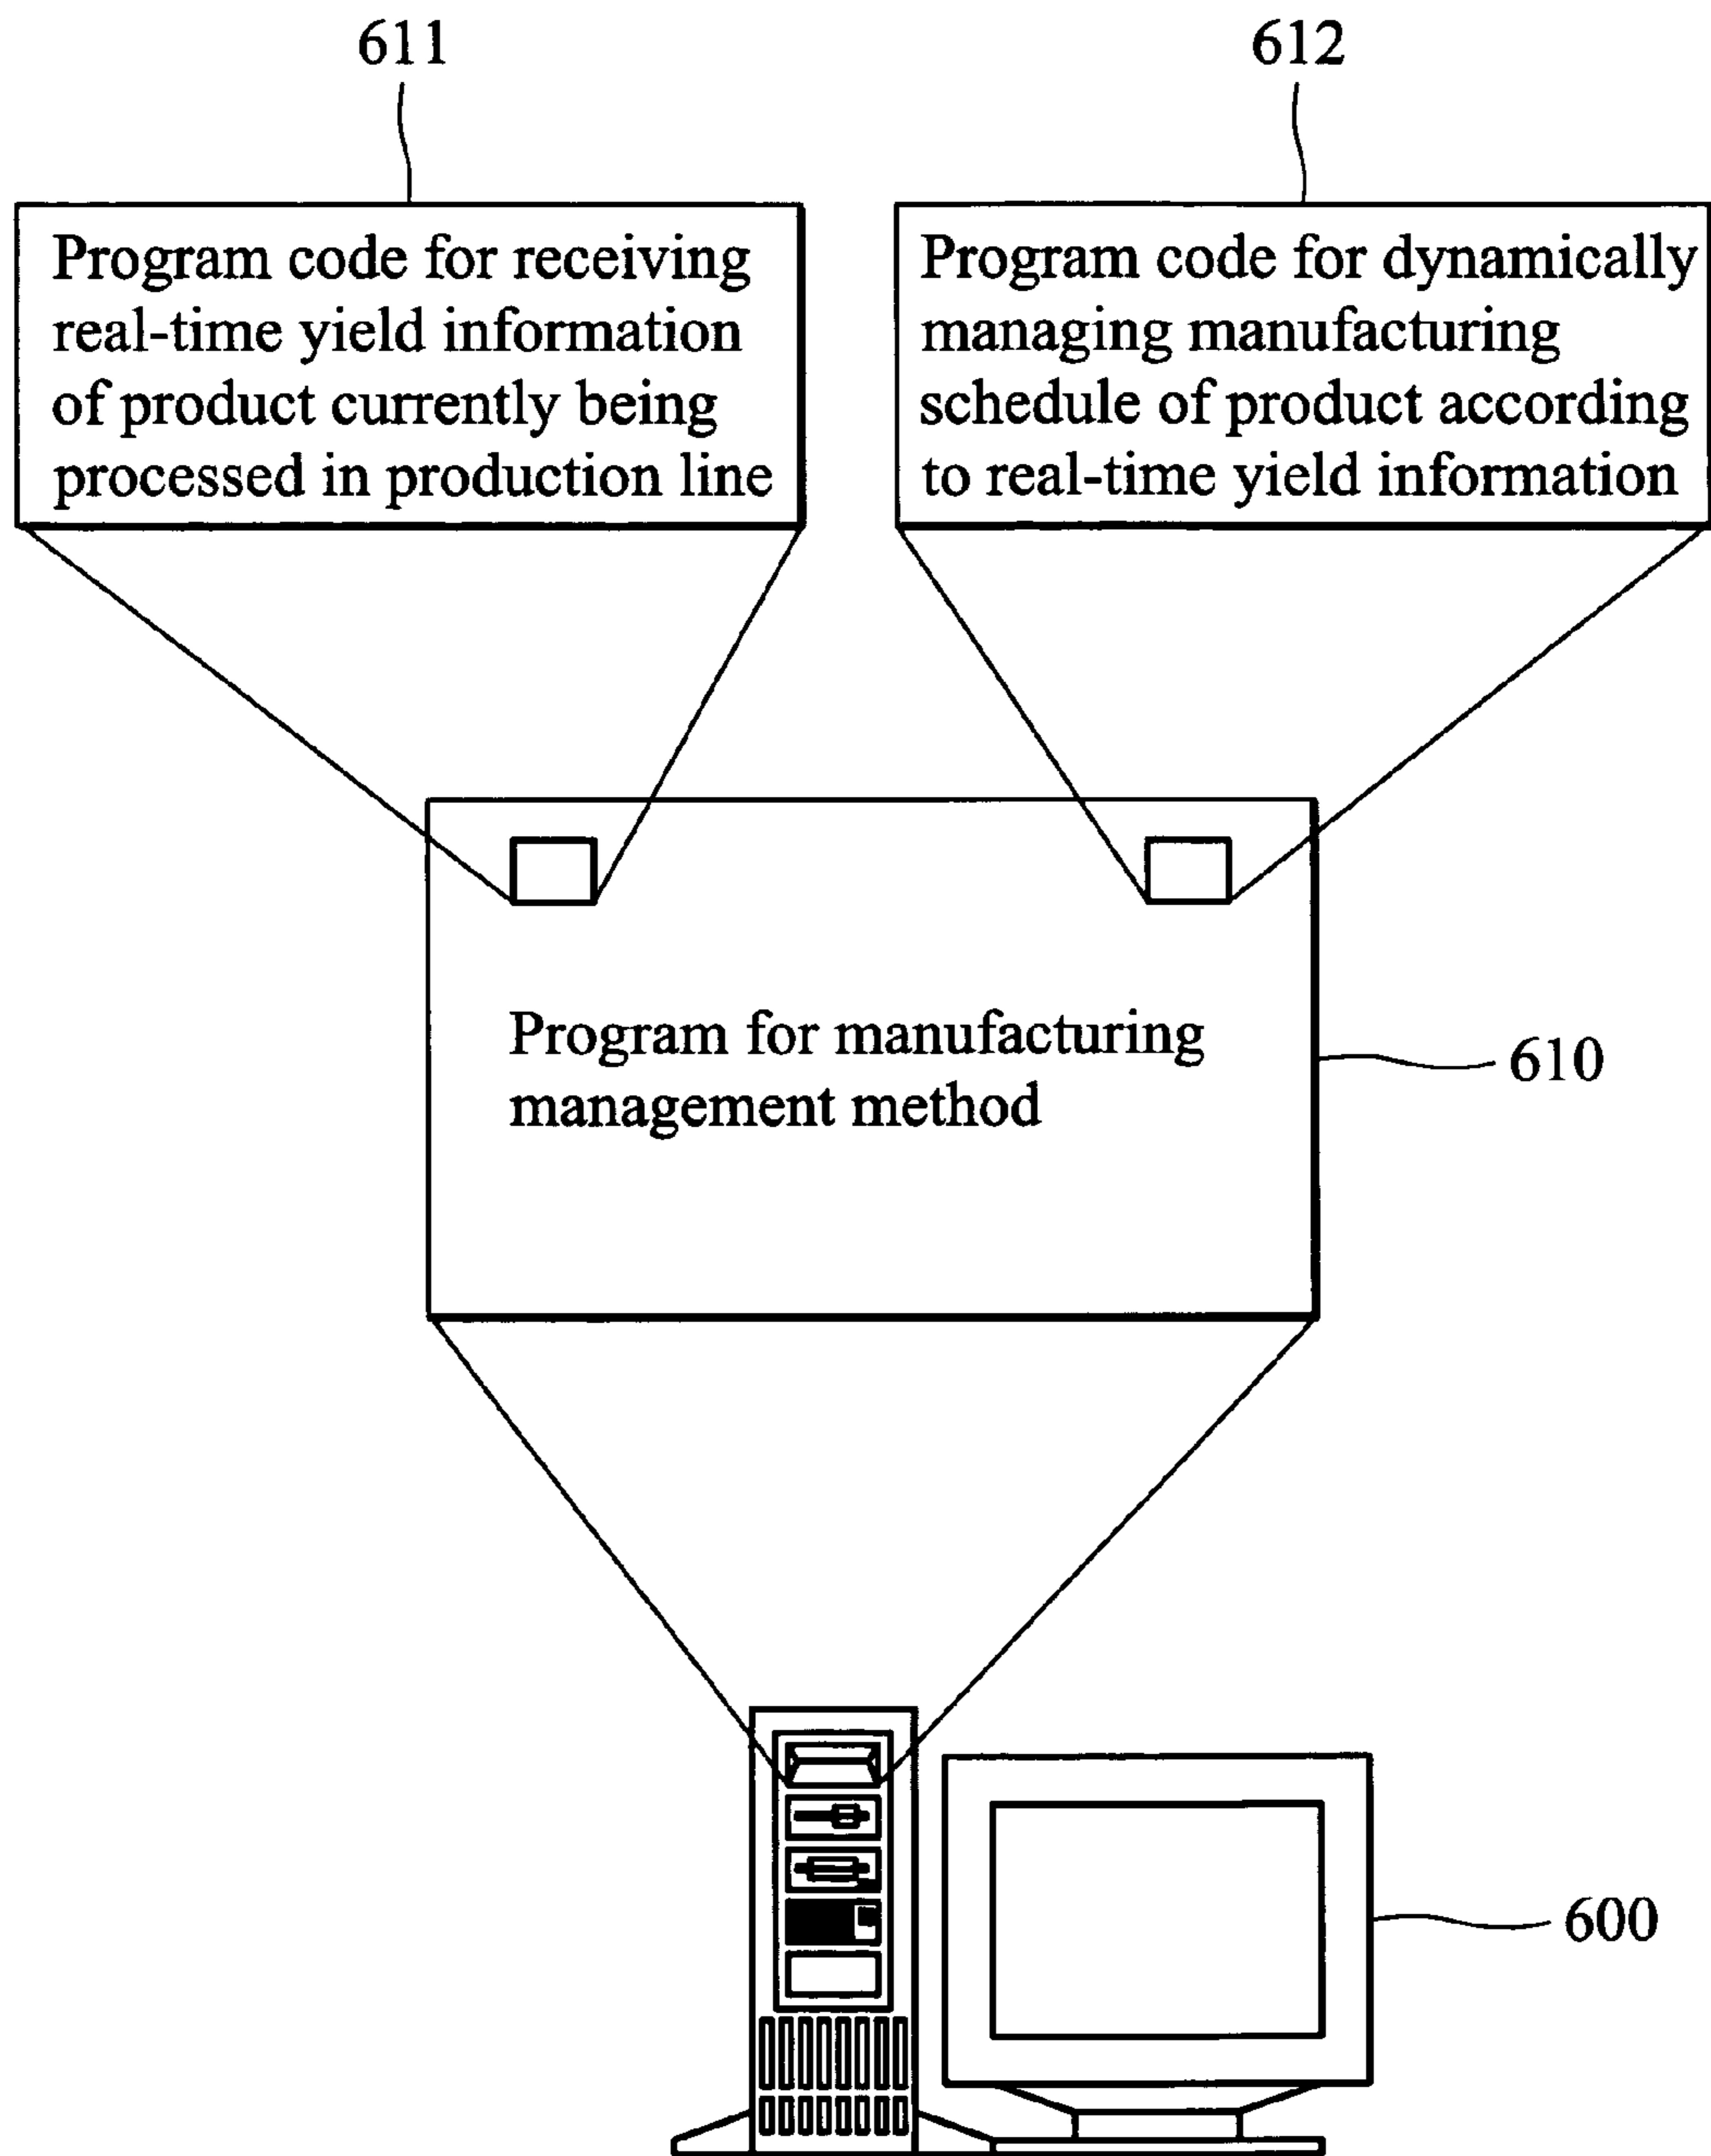 611
612
Program code for receiving
real-time yield information
of product currently being
processed in production line
Program code for dynamically
managing manufacturing
schedule of product according
to real-time yield information
Program for manufacturing
management method
610
600